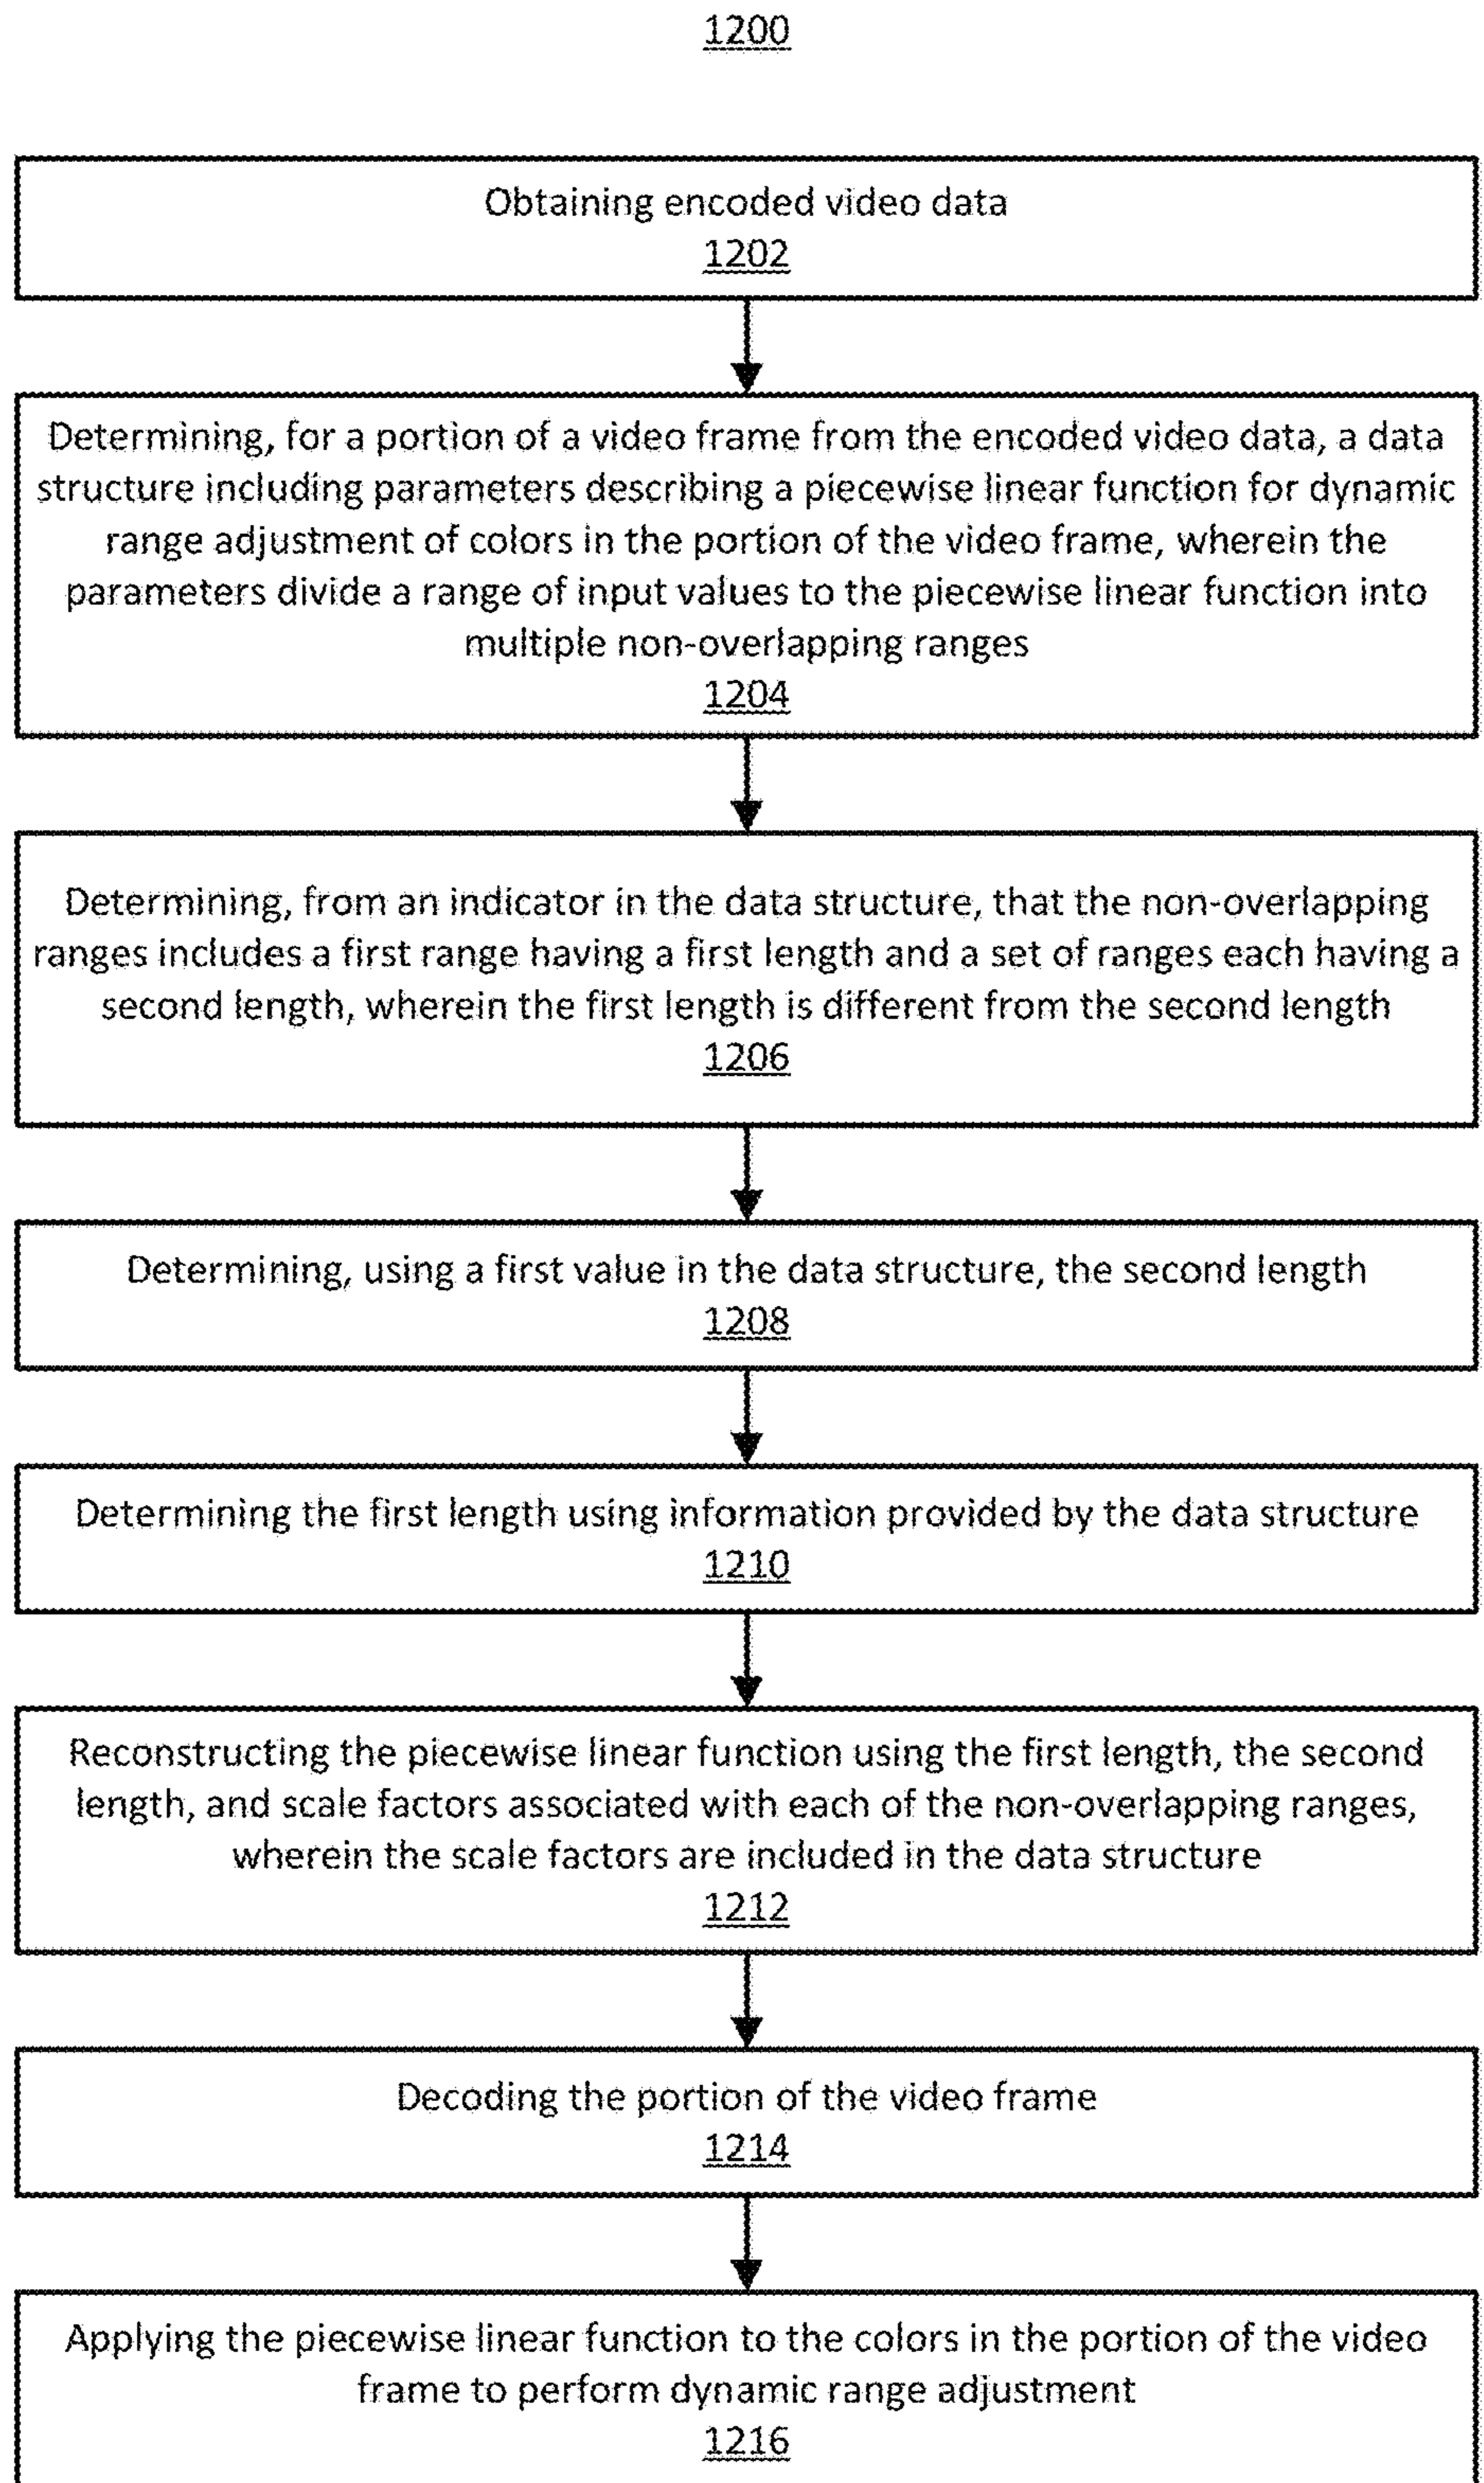 1200
Obtaining encoded video data
1202
Determining, for a portion of a video frame from the encoded video data, a data
structure including parameters describing a piecewise linear function for dynamic
range adjustment of colors in the portion of the video frame, wherein the
parameters divide a range of input values to the piecewise linear function into
multiple non-overlapping ranges
1204
Determining, from an indicator in the data structure, that the non-overlapping
ranges includes a first range having a first length and a set of ranges each having a
second length, wherein the first length is different from the second length
1206
Determining, using a first value in the data structure, the second length
1208
Determining the first length using information provided by the data structure
1210
Reconstructing the piecewise linear function using the first length, the second
length, and scale factors associated with each of the non-overlapping ranges,
wherein the scale factors are included in the data structure
1212
Decoding the portion of the video frame
1214
Applying the piecewise linear function to the colors in the portion of the video
frame to perform dynamic range adjustment
1216